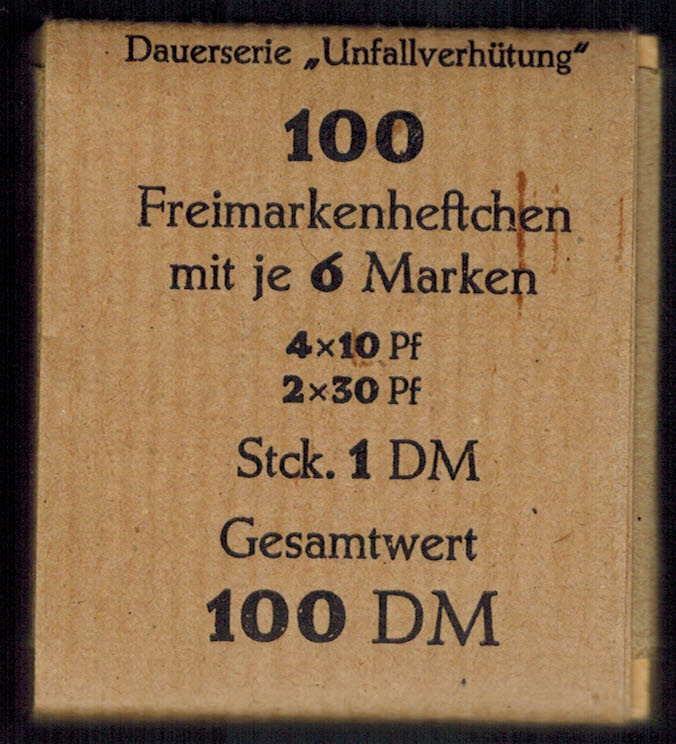 Dauerserie „Unfallverhütung“
100
Freimarkenheftchen
mit je 6 Marken
4×10 Pf
2×30 Pf
Stck. 1 DM
Gesamtwert
100 DM